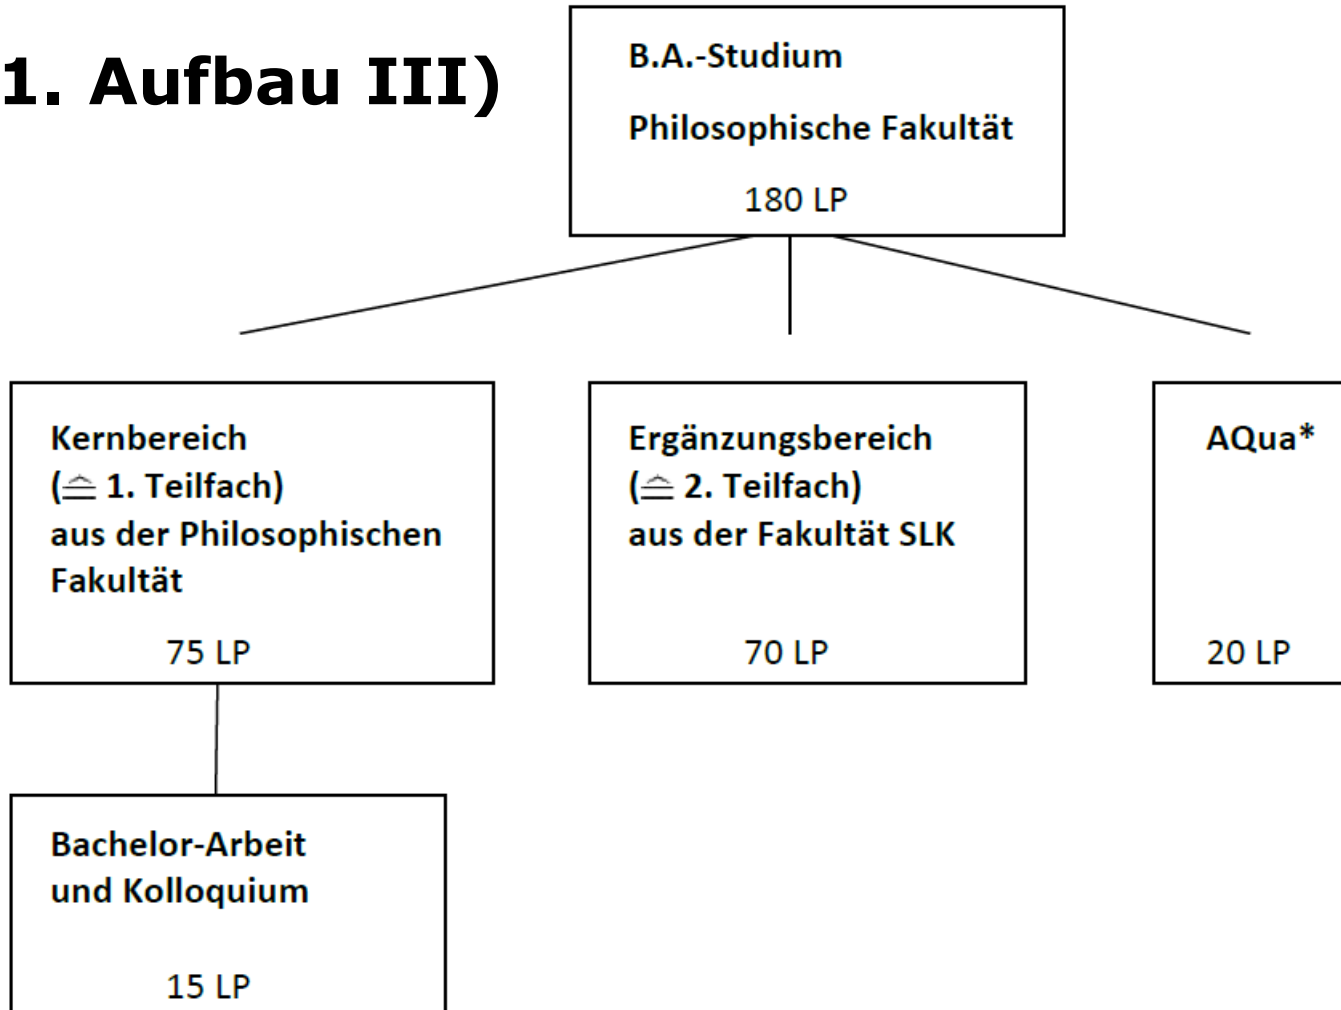 1. Aufbau III)
B.A.-Studium
Philosophische Fakultät
180 LP
Kernbereich
(≙ 1. Teilfach)
aus der Philosophischen
Fakultät
75 LP
Ergänzungsbereich
(≙ 2. Teilfach)
aus der Fakultät SLK
70 LP
AQua*
20 LP
Bachelor-Arbeit
und Kolloquium
15 LP